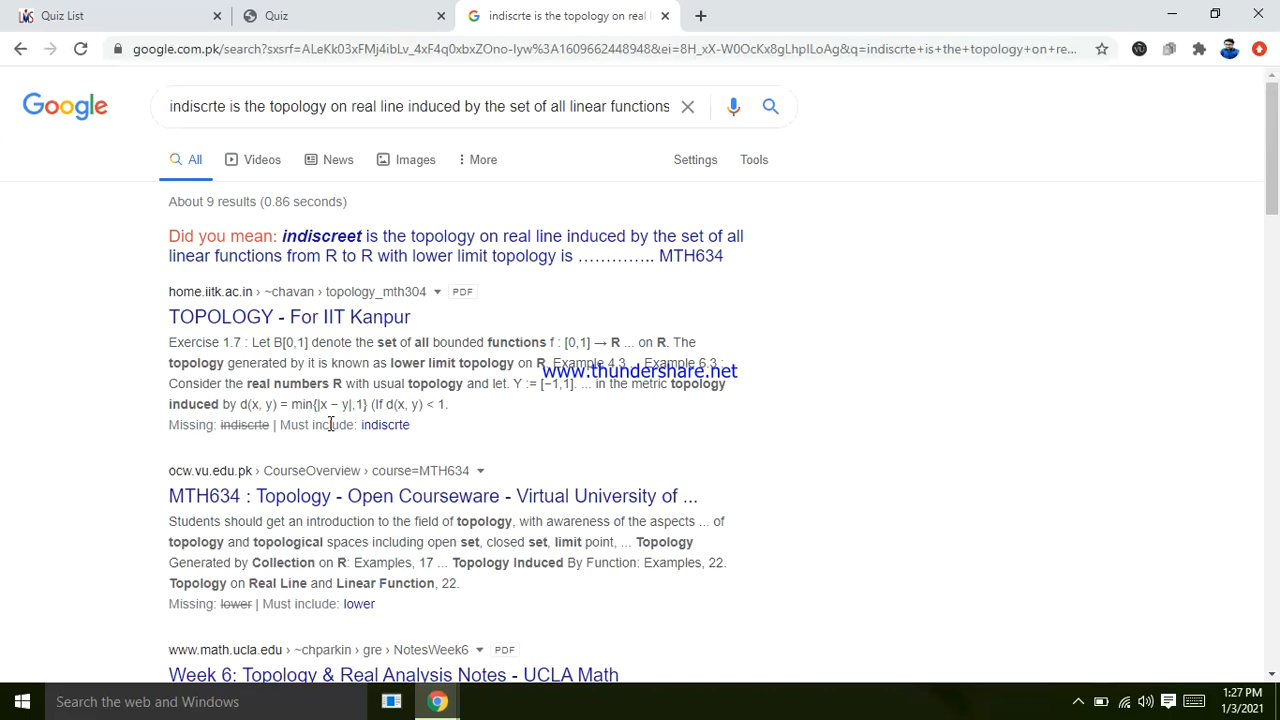 Quiz List
Quiz
indiscrte is the topology on real
google.com.pk/search?sxsrf=ALeKk03xFMj4ibLv_4xF4q0xbxZOno-Iyw%3A1609662448948&ei=8H_xX-W0OcKx8gLhpILoAg&q=indiscrte+is+the+topology+on+re...
Google
indiscrte is the topology on real line induced by the set of all linear functions
All
Videos
News
Images
More
Settings
Tools
About 9 results (0.86 seconds)
Did you mean: indiscreet is the topology on real line induced by the set of all
linear functions from R to R with lower limit topology is ………….. MTH634
home.iitk.ac.in › ~chavan › topology_mth304 PDF
TOPOLOGY - For IIT Kanpur
Exercise 1.7 : Let B[0,1] denote the set of all bounded functions f : [0,1] → R ... on R. The
topology generated by it is known as lower limit topology on R. Example 4.3 ... Example 6.3 :
www.thundershare.net
Consider the real numbers R with usual topology and let. Y := [−1,1]. ... in the metric topology
induced by d(x, y) = min{|x − y|,1} (If d(x, y) < 1.
Missing: indiscrte | Must include: indiscrte
ocw.vu.edu.pk › CourseOverview › course=MTH634
MTH634 : Topology - Open Courseware - Virtual University of ...
Students should get an introduction to the field of topology, with awareness of the aspects ... of
topology and topological spaces including open set, closed set, limit point, ... Topology
Generated by Collection on R: Examples, 17 ... Topology Induced By Function: Examples, 22.
Topology on Real Line and Linear Function, 22.
Missing: lower | Must include: lower
www.math.ucla.edu › ~chparkin › gre › NotesWeek6 PDF
Week 6: Topology & Real Analysis Notes - UCLA Math
Search the web and Windows
1:27 PM
1/3/2021